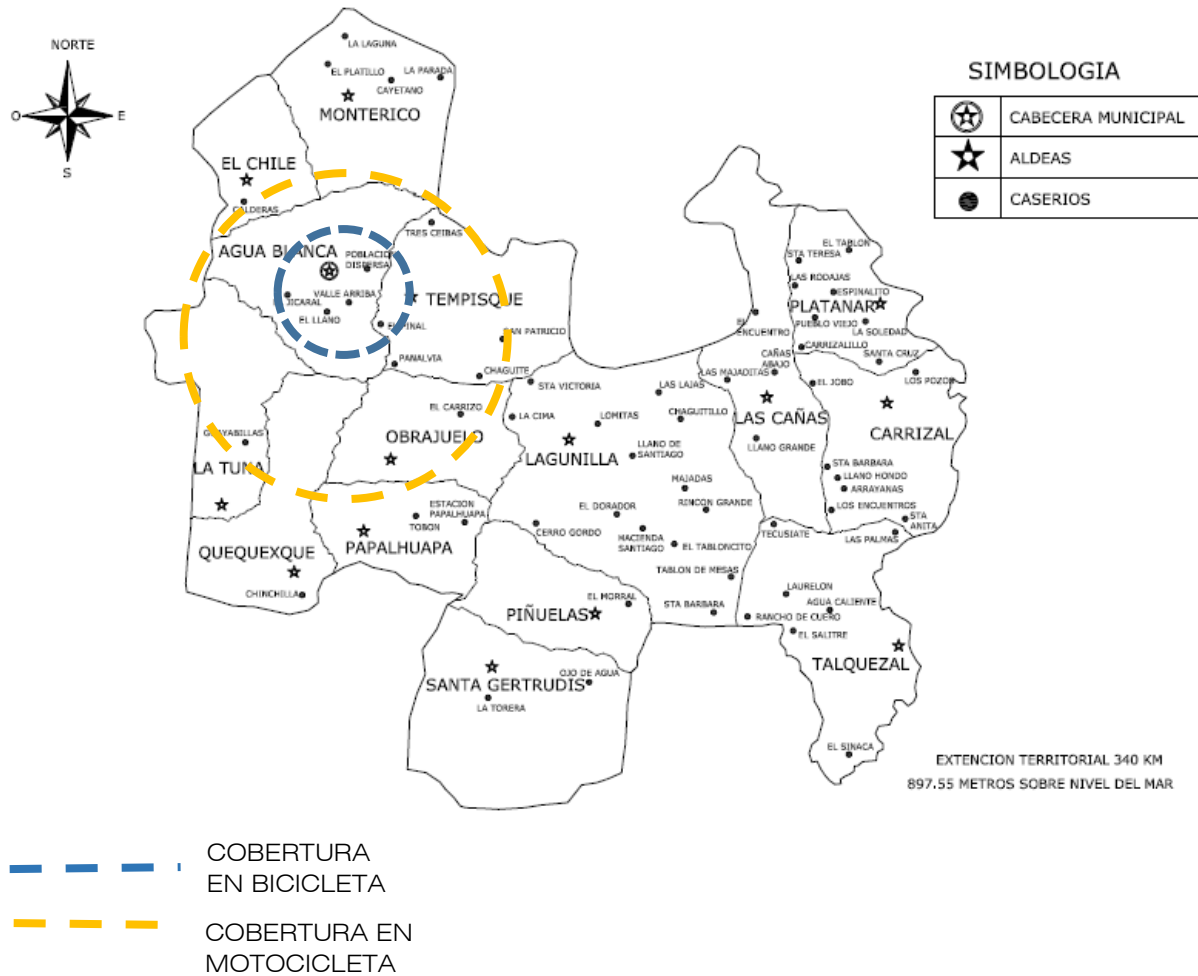 NORTE
O
E
S
LA LAGUNA
EL PLATILLO
LA PARADA
CAYETANO
MONTERICO
EL CHILE
CALDERAS
AGUA BLANCA
POBLACION
DISPERSA
TRES CEIBAS
VALLE ARRIBA
JICARAL
EL LLANO
TEMPISQUE
PANALVIA
CHAGUITE
EL CARRIZO
OBRAJUELO
LA TUNA
QUEQUEXQUE
CHINCHILLA
ESTACION
PAPALHUAPA
TOBON
PAPALHUAPA
STA VICTORIA
LA CIMA
LAS LAJAS
LOMITAS
CHAGUITILLO
LAGUNILLA
LLANO DE
SANTIAGO
MAJADAS
RINCON GRANDE
EL DORADOR
CERRO GORDO
HACIENDA
SANTIAGO
EL TABLONCITO
TABLON DE MESAS
STA BARBARA
EL MORRAL
PIÑUELAS
SANTA GERTRUDIS
OJO DE AGUA
LA TORERA
EL
ENCUENTRO
CAÑAS
ABAJO
LAS MAJADITAS
LAS CAÑAS
LLANO GRANDE
EL TABLON
STA TERESA
LAS RODAJAS
ESPINALITO
PLATANAR
PUEBLO VIEJO
LA SOLEDAD
CARRIZALILLO
SANTA CRUZ
EL JOBO
LOS POZOS
CARRIZAL
STA BARBARA
LLANO HONDO
ARRAYANAS
LOS ENCUENTROS
STA
ANITA
TECUSIATE
LAS PALMAS
LAURELON
AGUA CALIENTE
RANCHO DE CUERO
EL SALITRE
TALQUEZAL
EL SINACA
SIMBOLOGIA
CABECERA MUNICIPAL
ALDEAS
CASERIOS
EXTENCION TERRITORIAL 340 KM
897.55 METROS SOBRE NIVEL DEL MAR
COBERTURA
EN BICICLETA
COBERTURA EN
MOTOCICLETA